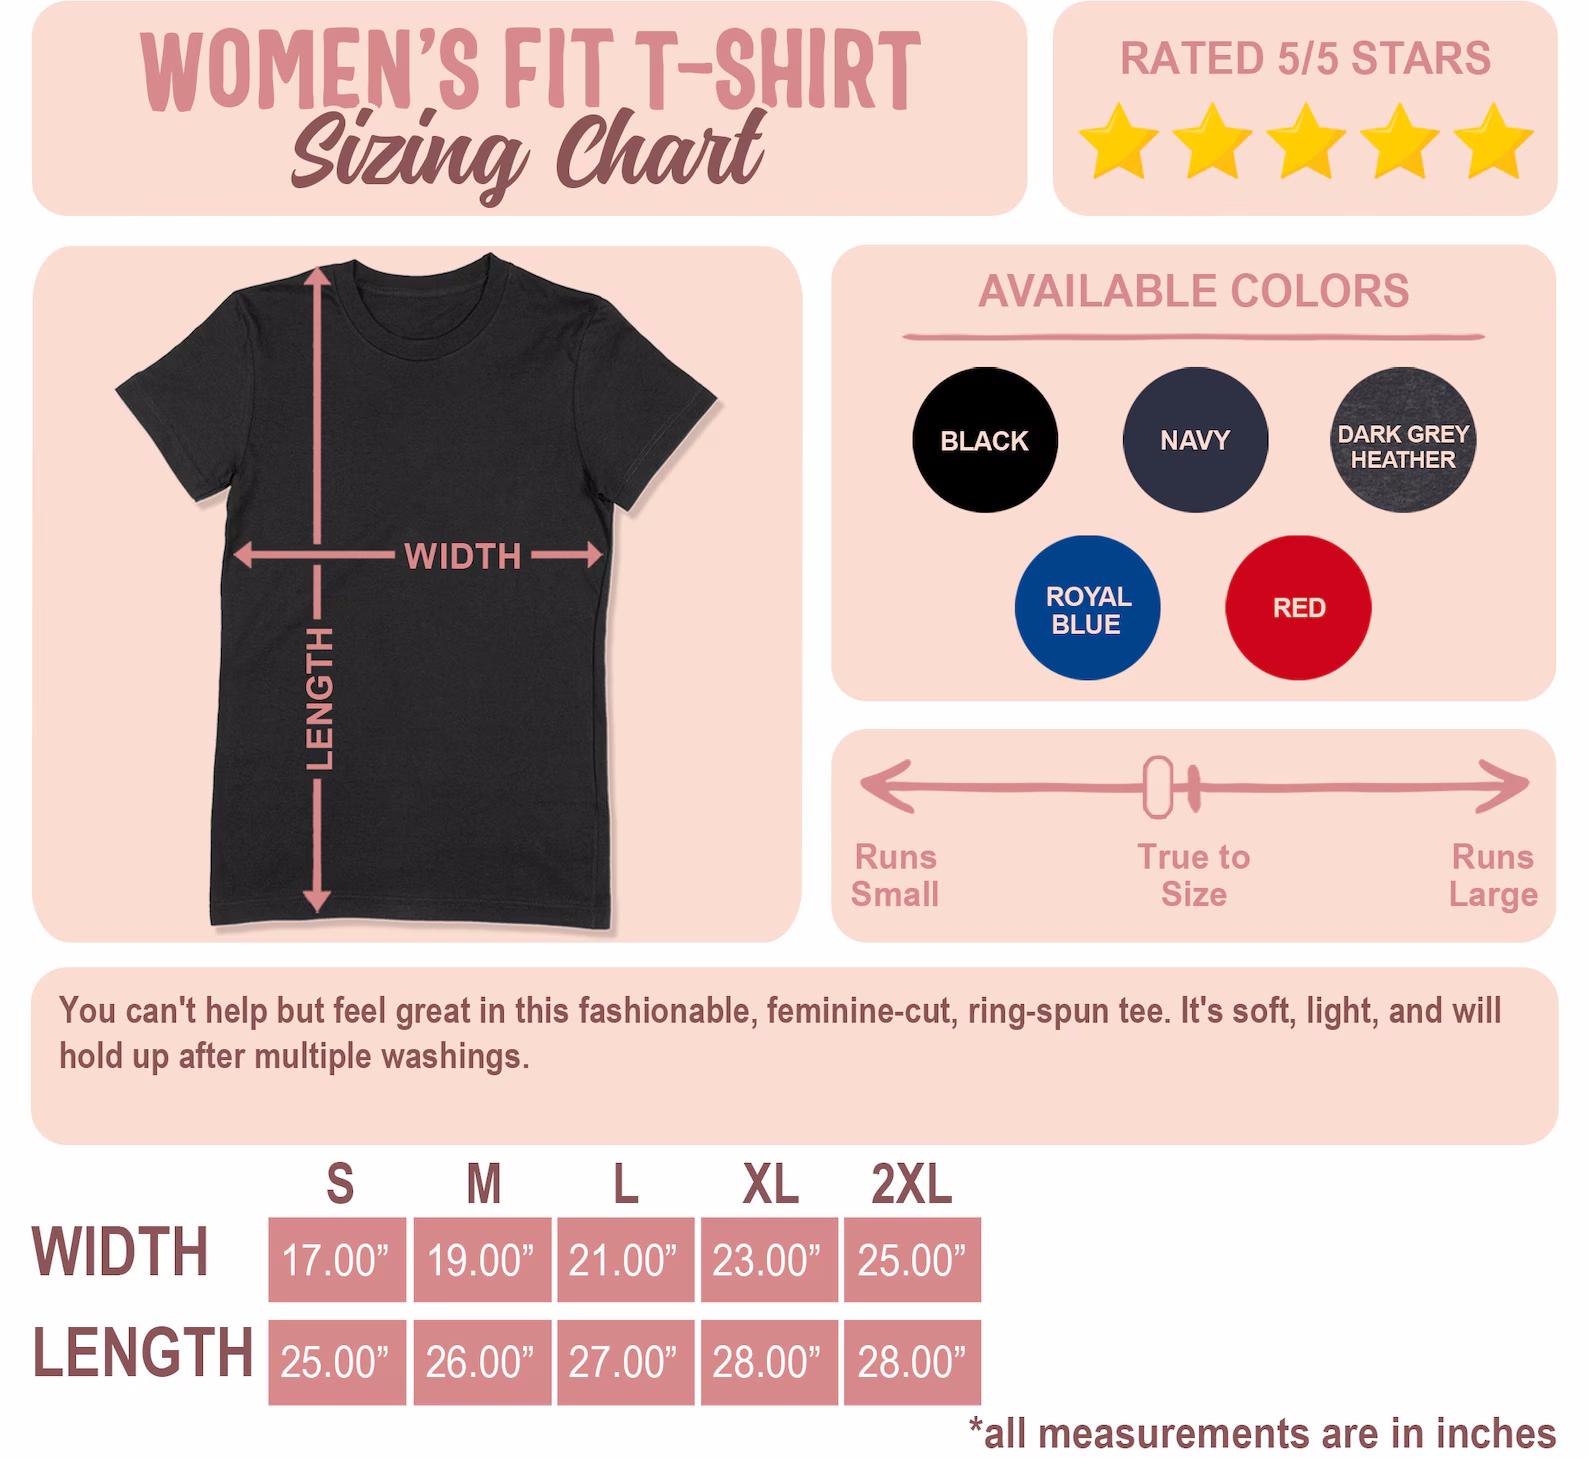 WOMEN'S FIT T-SHIRT
Sizing Chart
RATED 5/5 STARS
WIDTH
LENGTH
AVAILABLE COLORS
BLACK
NAVY
DARK GREY
HEATHER
ROYAL
BLUE
RED
Runs
Small
True to
Size
Runs
Large
You can't help but feel great in this fashionable, feminine-cut, ring-spun tee. It's soft, light, and will
hold up after multiple washings.
S M L XL 2XL
WIDTH 17.00” 19.00” 21.00” 23.00” 25.00”
LENGTH 25.00” 26.00” 27.00” 28.00” 28.00”
*all measurements are in inches